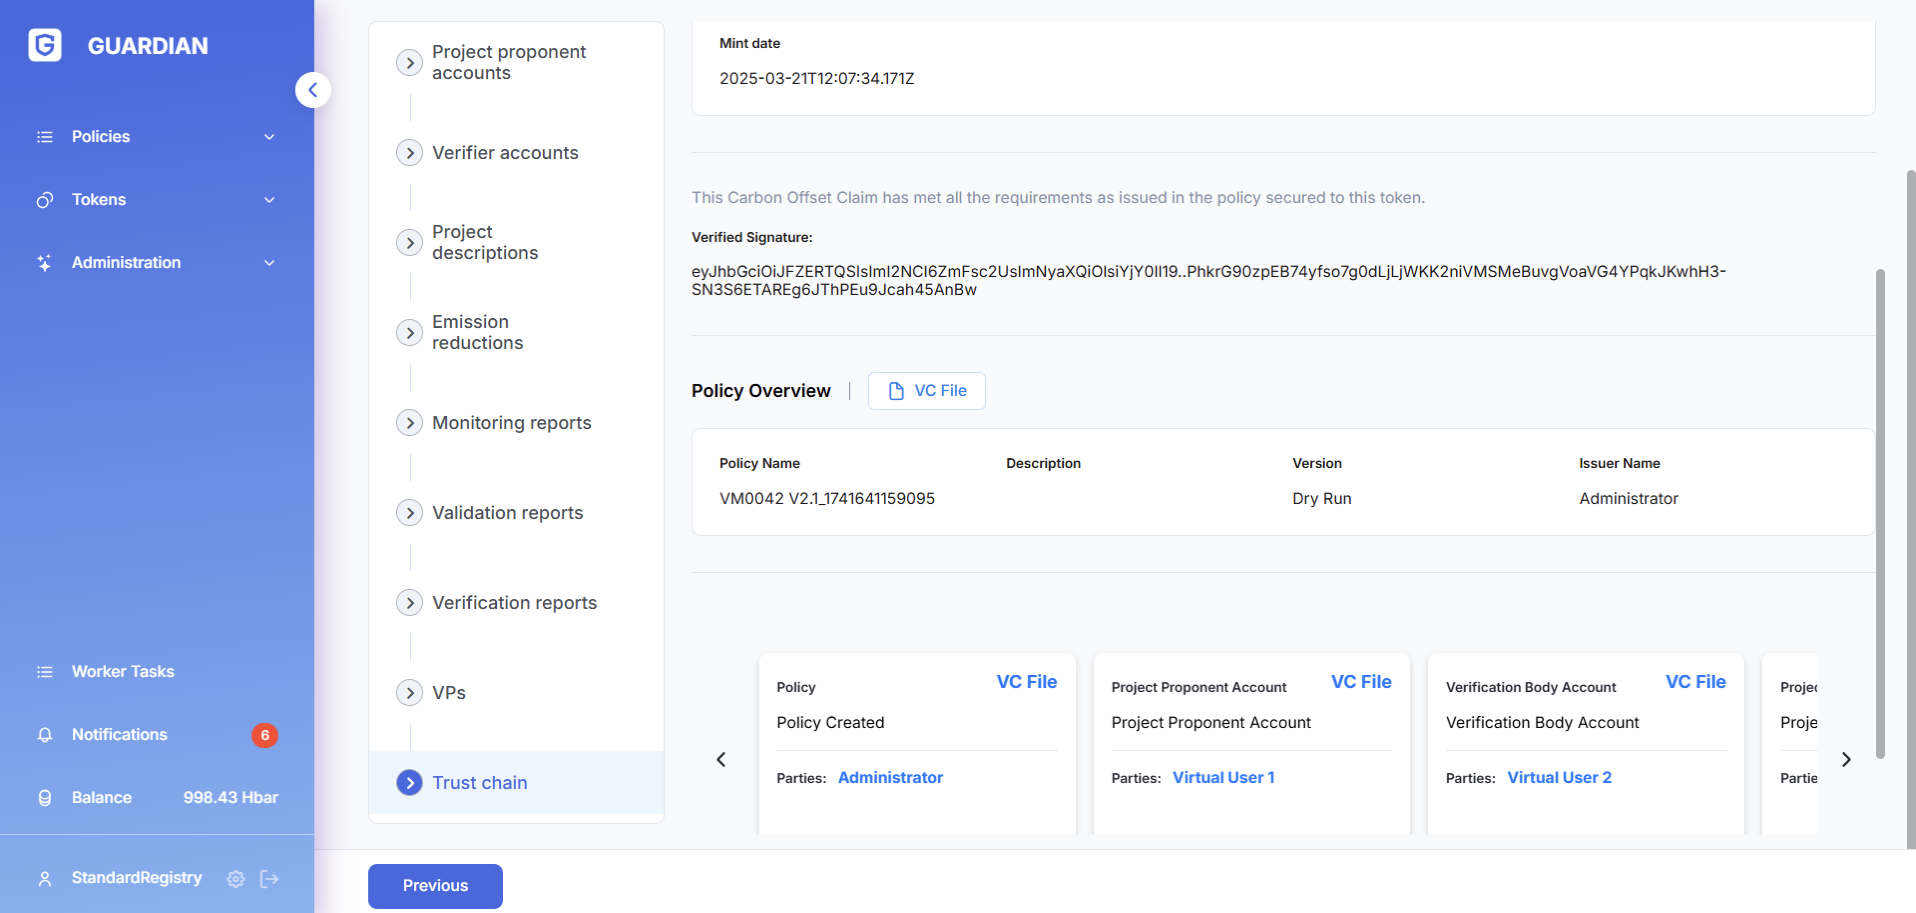 GUARDIAN
Policies
Tokens
Administration
Worker Tasks
Notifications
6
Balance
998.43 Hbar
StandardRegistry
Project proponent
accounts
Verifier accounts
Project
descriptions
Emission
reductions
Monitoring reports
Validation reports
Verification reports
VPs
Trust chain
Mint date
2025-03-21T12:07:34.171Z
This Carbon Offset Claim has met all the requirements as issued in the policy secured to this token.
Verified Signature:
eyJhbGciOiJFZERTQSIsImI2NCI6ZmFsc2UsImNyaXQiOlsiYjY0Il19..PhkrG90zpEB74yfso7g0dLjLjWKK2niVMSMeBuvgVoaVG4YPqkJKwhH3-
SN3S6ETAREg6JThPEu9Jcah45AnBw
Policy Overview
VC File
Policy Name
Description
Version
Issuer Name
VM0042 V2.1_1741641159095
Dry Run
Administrator
Policy
VC File
Policy Created
Parties: Administrator
Project Proponent Account
VC File
Project Proponent Account
Parties: Virtual User 1
Verification Body Account
VC File
Verification Body Account
Parties: Virtual User 2
Projec
Proje
Partie
Previous